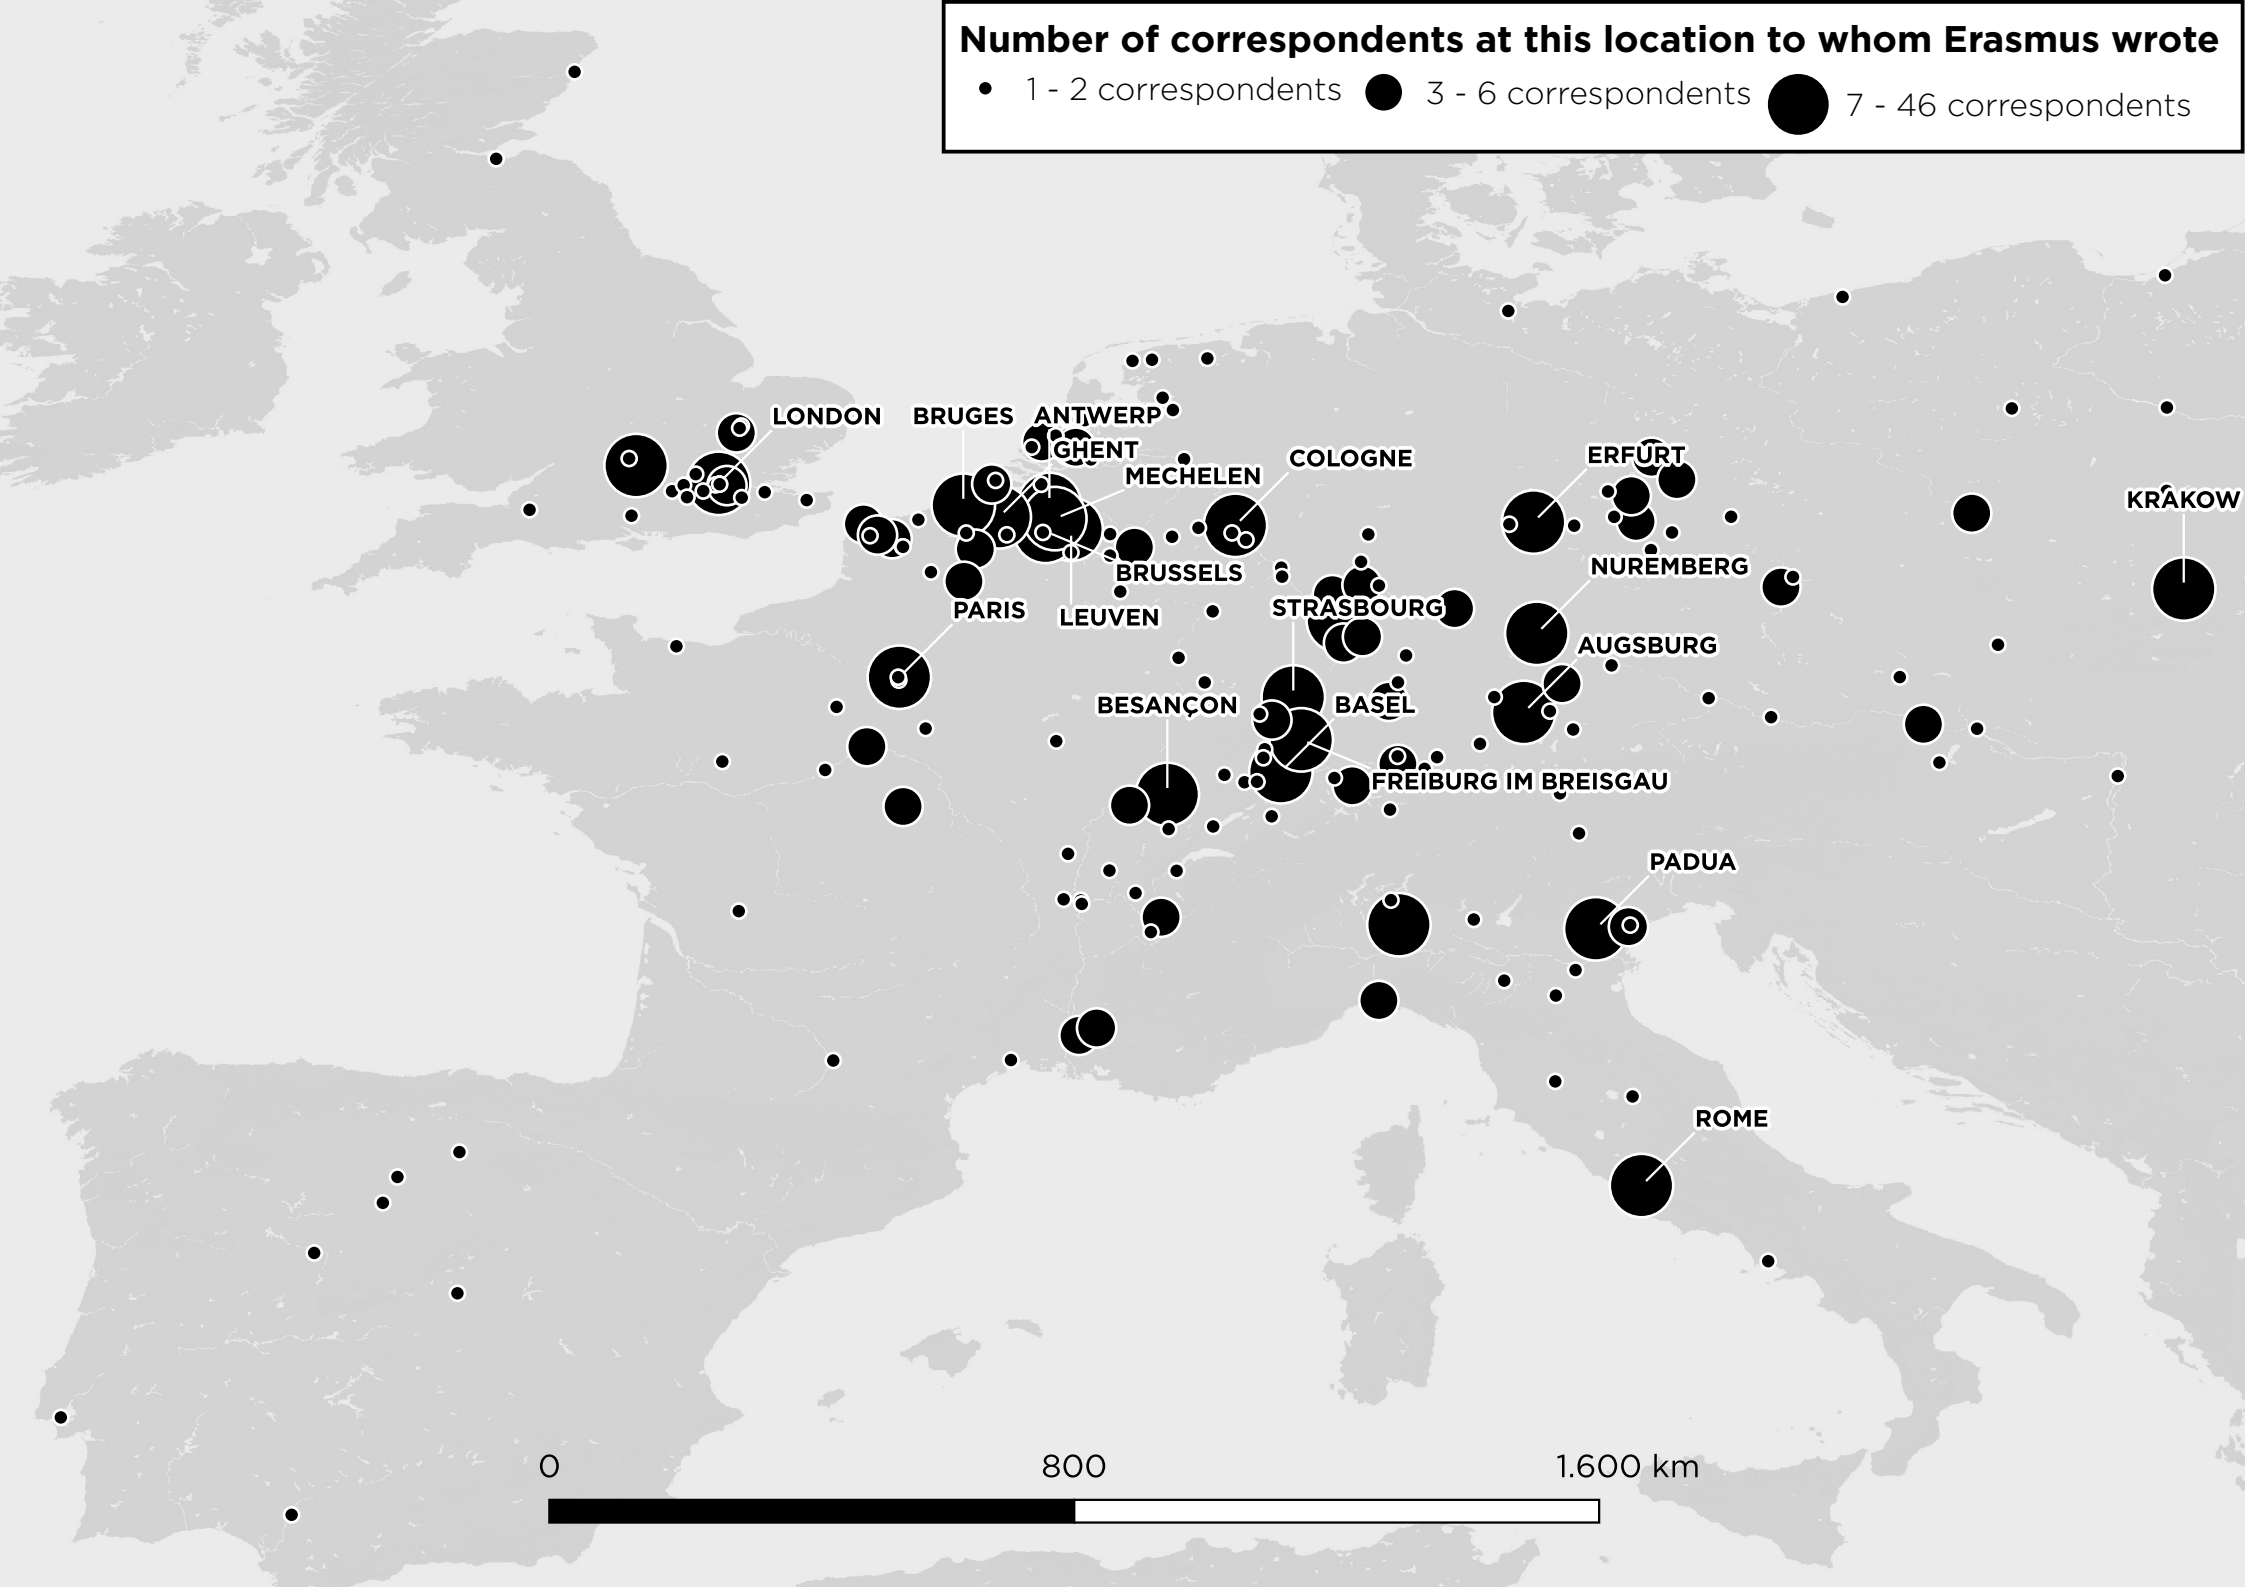 Number of correspondents at this location to whom Erasmus wrote
1 - 2 correspondents 3 - 6 correspondents 7 - 46 correspondents
LONDON BRUGES ANTWERP
GHENT
MECHELEN COLOGNE ERFURT
KRAKOW
BRUSSELS NUREMBERG
PARIS LEUVEN STRASBOURG
AUGSBURG
BESANÇON BASEL
FREIBURG IM BREISGAU
PADUA
ROME
0 800 1.600 km